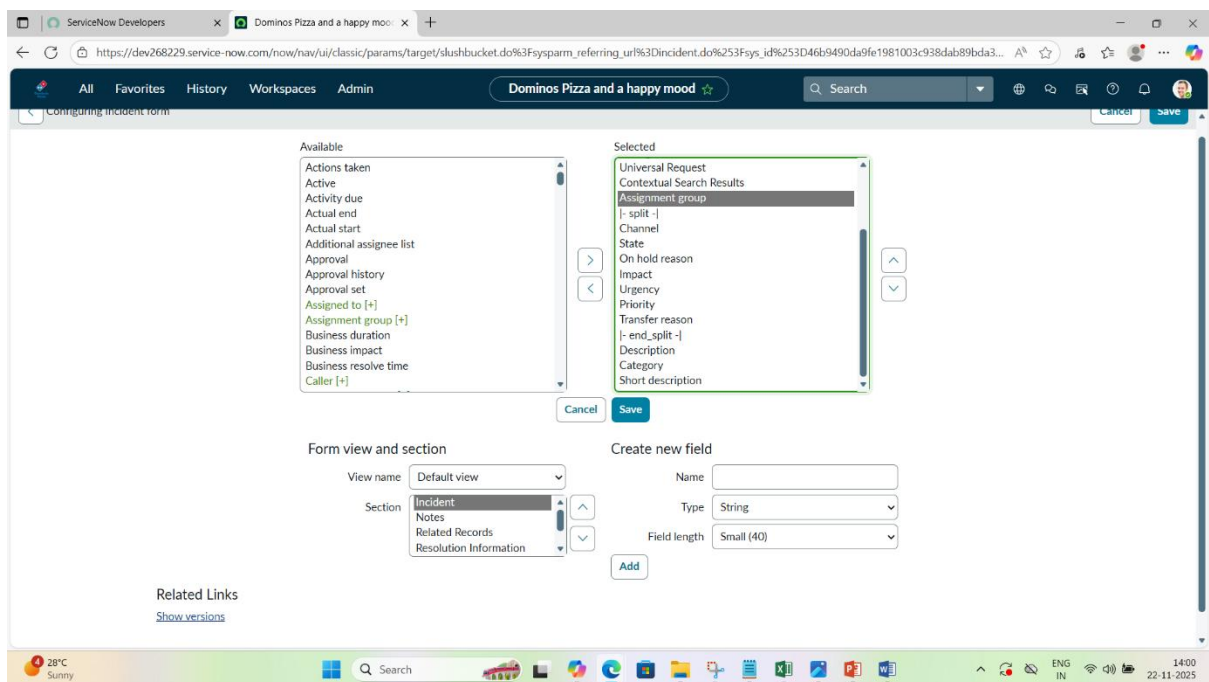 ServiceNow Developers
Dominos Pizza and a happy moo
https://dev268229.service-now.com/now/nav/ui/classic/params/target/slushbucket.do%3Fsysparm_referring_url%3Dincident.do%253Fsys_id%253D46b9490da9fe1981003c938dab89bda3...
All Favorites History Workspaces Admin Dominos Pizza and a happy mood Search
Configuring Incident form Cancel Save
Available Selected
Actions taken
Active
Activity due
Actual end
Actual start
Additional assignee list
Approval
Approval history
Approval set
Assigned to [+]
Assignment group [+]
Business duration
Business impact
Business resolve time
Caller [+]
Universal Request
Contextual Search Results
Assignment group
|- split -|
Channel
State
On hold reason
Impact
Urgency
Priority
Transfer reason
|- end_split -|
Description
Category
Short description
Cancel Save
Form view and section
View name Default view
Section Incident
Notes
Related Records
Resolution Information
Create new field
Name
Type String
Field length Small (40)
Add
Related Links
Show versions
4 28°C
Sunny
Search
ENG
IN
14:00
22-11-2025